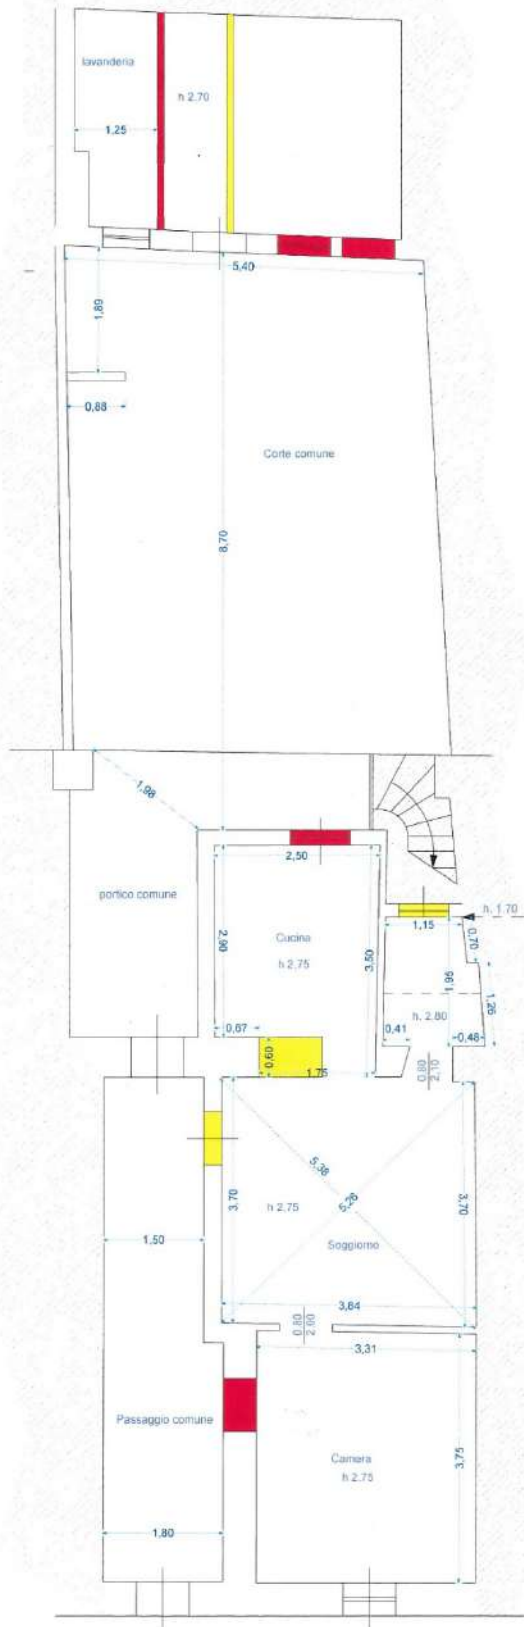 lavanderia
h 2,70
1,25
5,40
1,89
0,88
Corte comune
8,70
1,98
2,50
portico comune
Cucina
h 2,75
2,90
3,50
h. 1.70
1,15
0,70
1,96
1,26
h. 2.80
0,67
0,41
0,48
0,60
1,75
0,80
2,10
5,38
5,28
3,70
h 2,75
3,70
1,50
Soggiorno
3,84
0,80
2,00
3,31
Passaggio comune
Camera
h 2,75
3,75
1,80